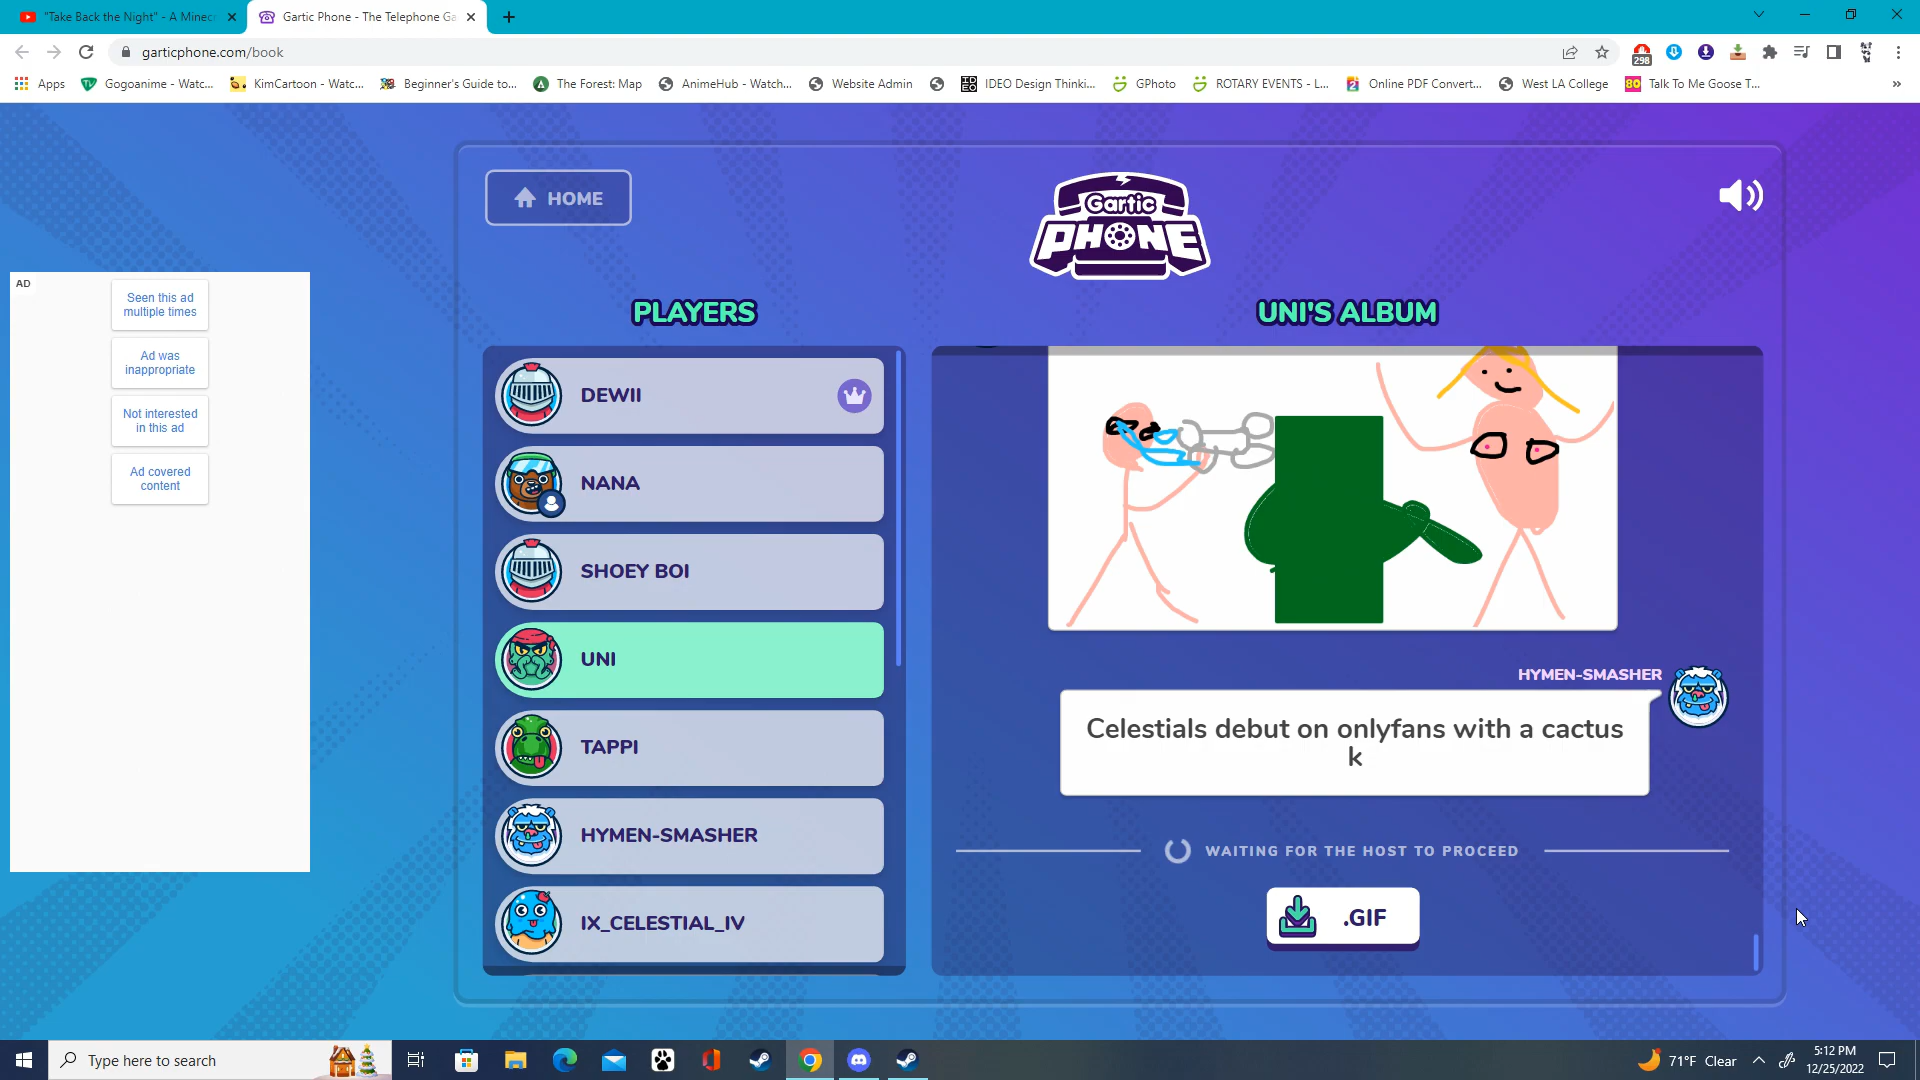 "Take Back the Night" - A Minec
Gartic Phone - The Telephone Ga
garticphone.com/book
298
Apps
Gogoanime - Watc...
KimCartoon - Watc...
Beginner's Guide to...
The Forest: Map
AnimeHub - Watch...
Website Admin
IDEO Design Thinki...
GPhoto
ROTARY EVENTS - L...
Online PDF Convert...
West LA College
Talk To Me Goose T...
HOME
Gartic
PHONE
AD
Seen this ad
multiple times
Ad was
inappropriate
Not interested
in this ad
Ad covered
content
PLAYERS
DEWII
NANA
SHOEY BOI
UNI
TAPPI
HYMEN-SMASHER
IX_CELESTIAL_IV
UNI'S ALBUM
HYMEN-SMASHER
Celestials debut on onlyfans with a cactus
k
WAITING FOR THE HOST TO PROCEED
.GIF
Type here to search
71°F Clear
5:12 PM
12/25/2022